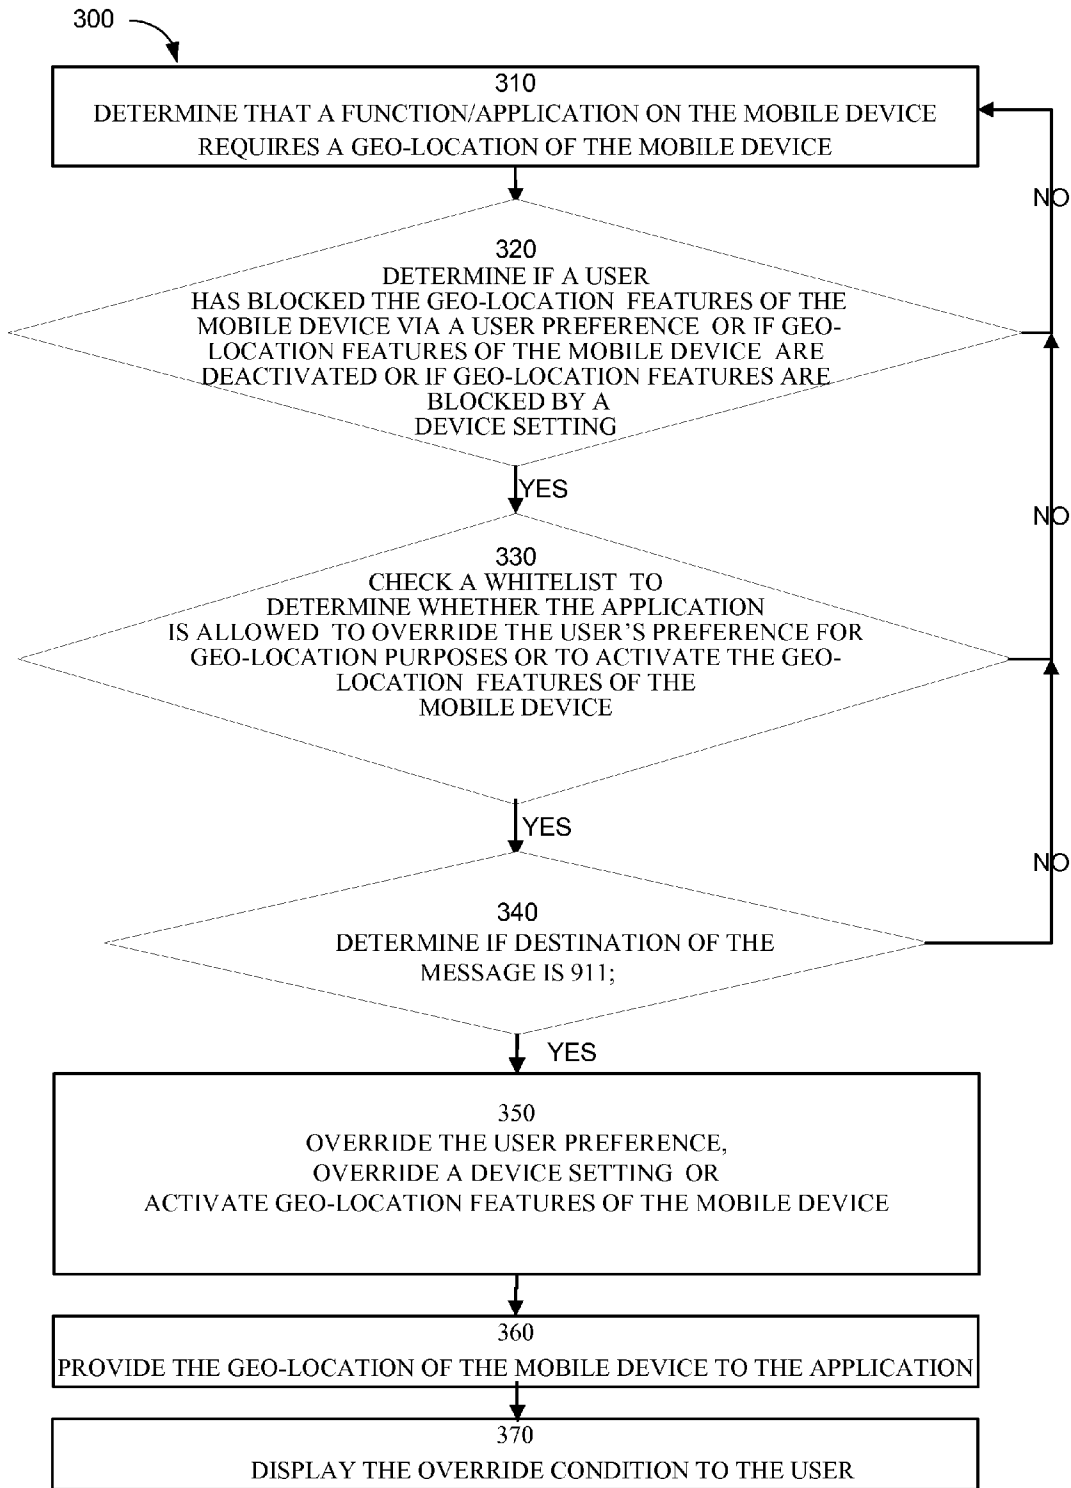 300
310
DETERMINE THAT A FUNCTION/APPLICATION ON THE MOBILE DEVICE
REQUIRES A GEO-LOCATION OF THE MOBILE DEVICE
NO
320
DETERMINE IF A USER
HAS BLOCKED THE GEO-LOCATION FEATURES OF THE
MOBILE DEVICE VIA A USER PREFERENCE OR IF GEO-
LOCATION FEATURES OF THE MOBILE DEVICE ARE
DEACTIVATED OR IF GEO-LOCATION FEATURES ARE
BLOCKED BY A
DEVICE SETTING
YES
NO
330
CHECK A WHITELIST TO
DETERMINE WHETHER THE APPLICATION
IS ALLOWED TO OVERRIDE THE USER'S PREFERENCE FOR
GEO-LOCATION PURPOSES OR TO ACTIVATE THE GEO-
LOCATION FEATURES OF THE
MOBILE DEVICE
YES
NO
340
DETERMINE IF DESTINATION OF THE
MESSAGE IS 911;
YES
350
OVERRIDE THE USER PREFERENCE,
OVERRIDE A DEVICE SETTING OR
ACTIVATE GEO-LOCATION FEATURES OF THE MOBILE DEVICE
360
PROVIDE THE GEO-LOCATION OF THE MOBILE DEVICE TO THE APPLICATION
370
DISPLAY THE OVERRIDE CONDITION TO THE USER